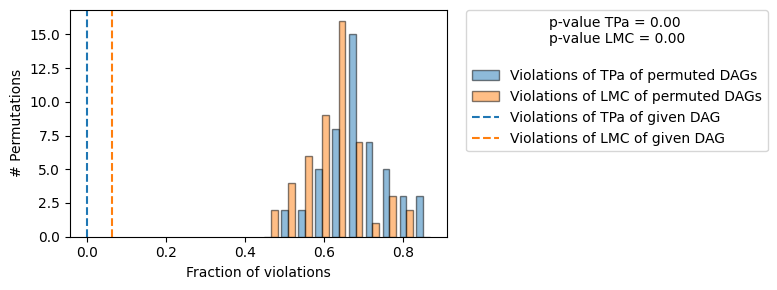 p-value TPa = 0.00
p-value LMC = 0.00
Violations of TPa of permuted DAGs
Violations of LMC of permuted DAGs
Violations of TPa of given DAG
Violations of LMC of given DAG
# Permutations
15.0
12.5
10.0
7.5
5.0
2.5
0.0
0.0 0.2 0.4 0.6 0.8
Fraction of violations